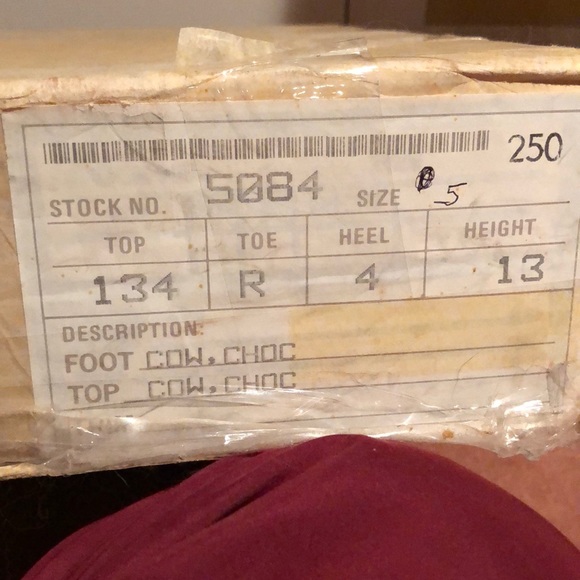 250
STOCK NO. 5084 SIZE 5
TOP TOE HEEL HEIGHT
134 R 4 13
DESCRIPTION:
FOOT COW,CHOC
TOP COW,CHOC